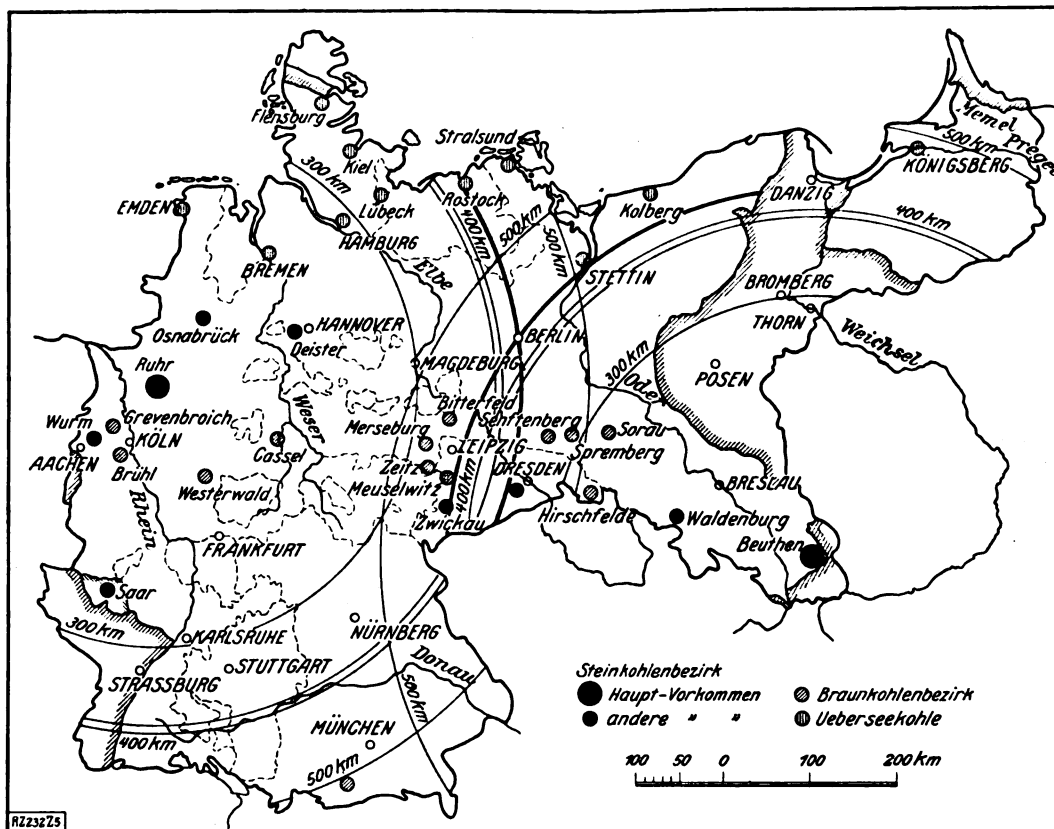 Flensburg
Kiel
Stralsund
Rostock
Lübeck
HAMBURG
300 km
400 km
500 km
500 km
Kolberg
STETTIN
DANZIG
Memel
Pregel
500 km
KÖNIGSBERG
400 km
EMDEN
BREMEN
Elbe
Osnabrück
HANNOVER
Deister
BERLIN
MAGDEBURG
BROMBERG
THORN
Weichsel
POSEN
300 km
Oder
Ruhr
Weser
Bitterfeld
Merseburg
LEIPZIG
Senftenberg
Spremberg
Sorau
Wurm
Grevenbroich
KÖLN
AACHEN
Brühl
Cassel
Westerwald
Rhein
Zeitz
Meuselwitz
DRESDEN
400 km
Zwickau
Hirschfelde
BRESLAU
Waldenburg
Beuthen
FRANKFURT
Saar
300 km
KARLSRUHE
NÜRNBERG
STRASSBURG
STUTTGART
Donau
500 km
400 km
MÜNCHEN
500 km
Steinkohlenbezirk
Haupt-Vorkommen
andere " "
Braunkohlenbezirk
Ueberseekohle
100 50 0 100 200 km
RZ232Z5